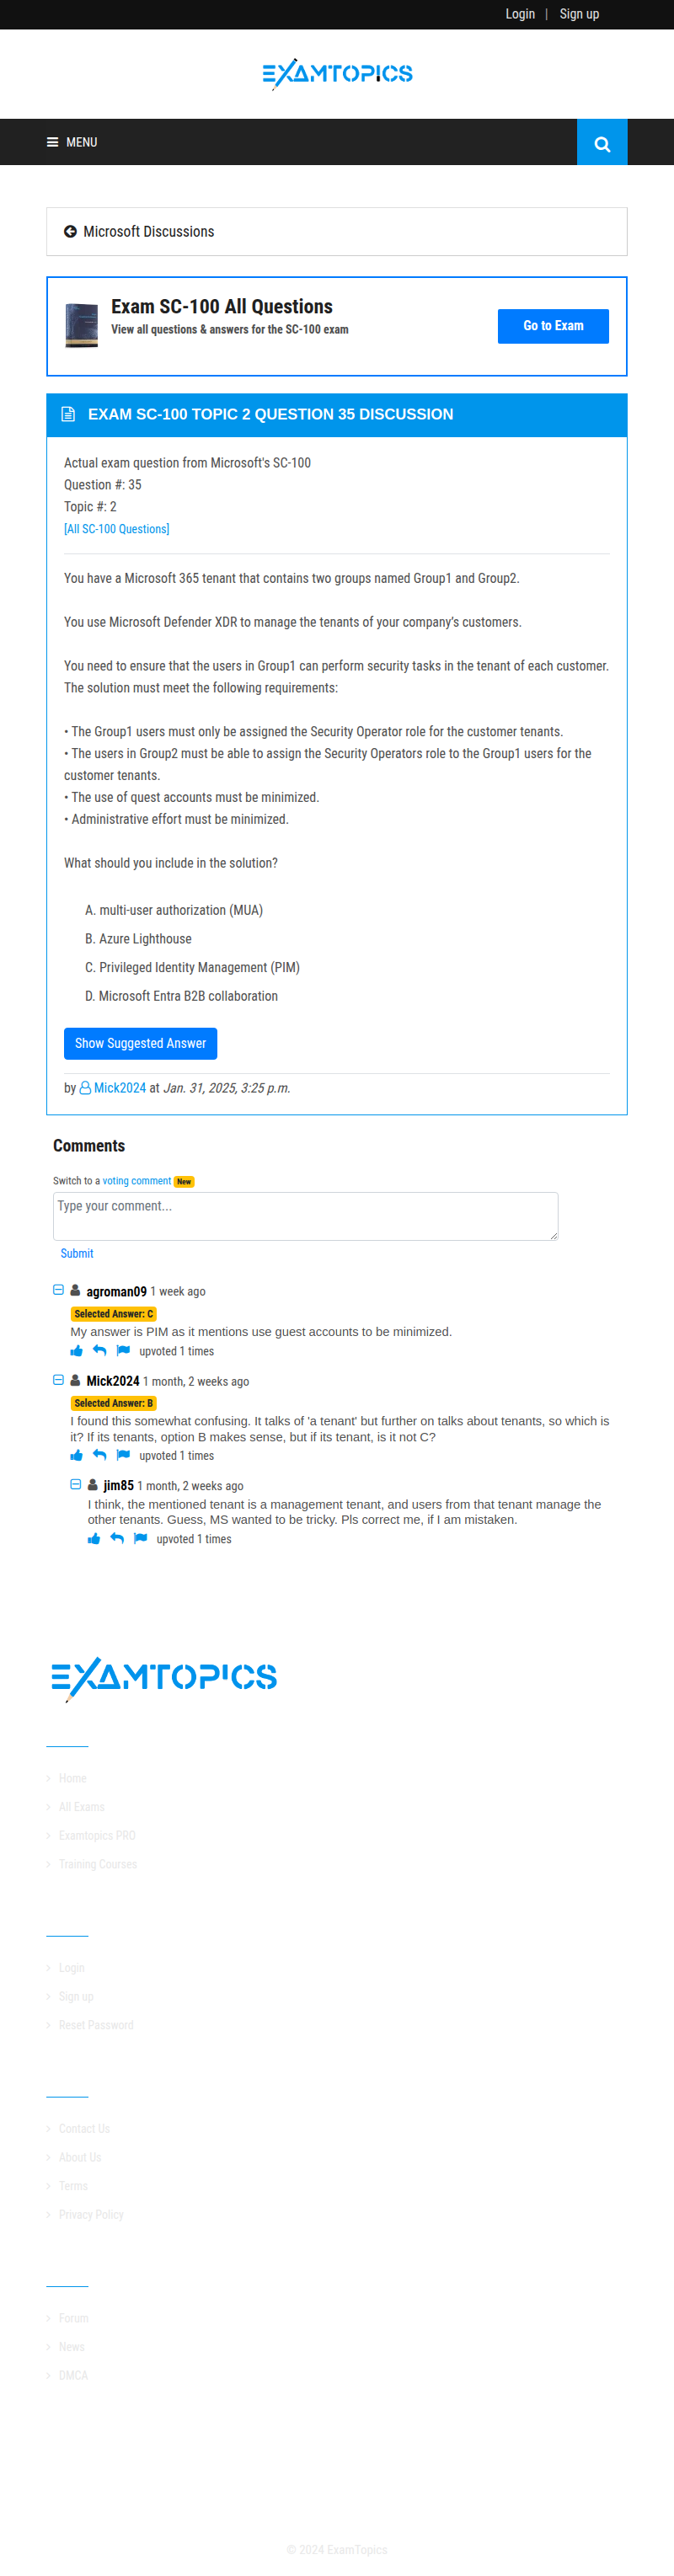 Login | Sign up
EXAMTOPICS
MENU
Microsoft Discussions
Exam SC-100 All Questions
View all questions & answers for the SC-100 exam
Go to Exam
EXAM SC-100 TOPIC 2 QUESTION 35 DISCUSSION
Actual exam question from Microsoft's SC-100
Question #: 35
Topic #: 2
[All SC-100 Questions]
You have a Microsoft 365 tenant that contains two groups named Group1 and Group2.
You use Microsoft Defender XDR to manage the tenants of your company's customers.
You need to ensure that the users in Group1 can perform security tasks in the tenant of each customer.
The solution must meet the following requirements:
• The Group1 users must only be assigned the Security Operator role for the customer tenants.
• The users in Group2 must be able to assign the Security Operators role to the Group1 users for the
customer tenants.
• The use of quest accounts must be minimized.
• Administrative effort must be minimized.
What should you include in the solution?
A. multi-user authorization (MUA)
B. Azure Lighthouse
C. Privileged Identity Management (PIM)
D. Microsoft Entra B2B collaboration
Show Suggested Answer
by Mick2024 at Jan. 31, 2025, 3:25 p.m.
Comments
Switch to a voting comment New
Type your comment...
Submit
agroman09 1 week ago
Selected Answer: C
My answer is PIM as it mentions use guest accounts to be minimized.
upvoted 1 times
Mick2024 1 month, 2 weeks ago
Selected Answer: B
I found this somewhat confusing. It talks of 'a tenant' but further on talks about tenants, so which is
it? If its tenants, option B makes sense, but if its tenant, is it not C?
upvoted 1 times
jim85 1 month, 2 weeks ago
I think, the mentioned tenant is a management tenant, and users from that tenant manage the
other tenants. Guess, MS wanted to be tricky. Pls correct me, if I am mistaken.
upvoted 1 times
EXAMTOPICS
Home
All Exams
Examtopics PRO
Training Courses
Login
Sign up
Reset Password
Contact Us
About Us
Terms
Privacy Policy
Forum
News
DMCA
© 2024 ExamTopics